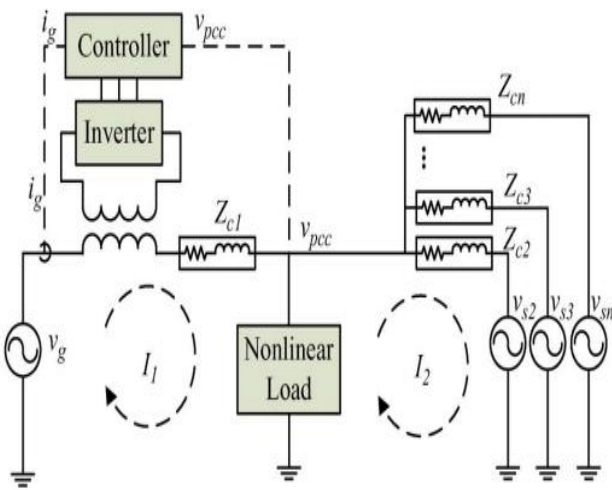 i_g
Controller
v_pcc
Z_cn
Inverter
i_g
Z_c1
v_pcc
Z_c3
Z_c2
v_g
I_1
Nonlinear
Load
I_2
v_s2
v_s3
v_sn